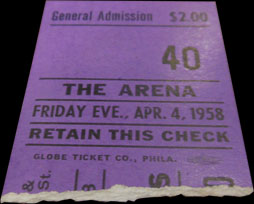 General Admission $2.00
40
THE ARENA
FRIDAY EVE., APR. 4, 1958
RETAIN THIS CHECK
GLOBE TICKET CO., PHILA.
& St.